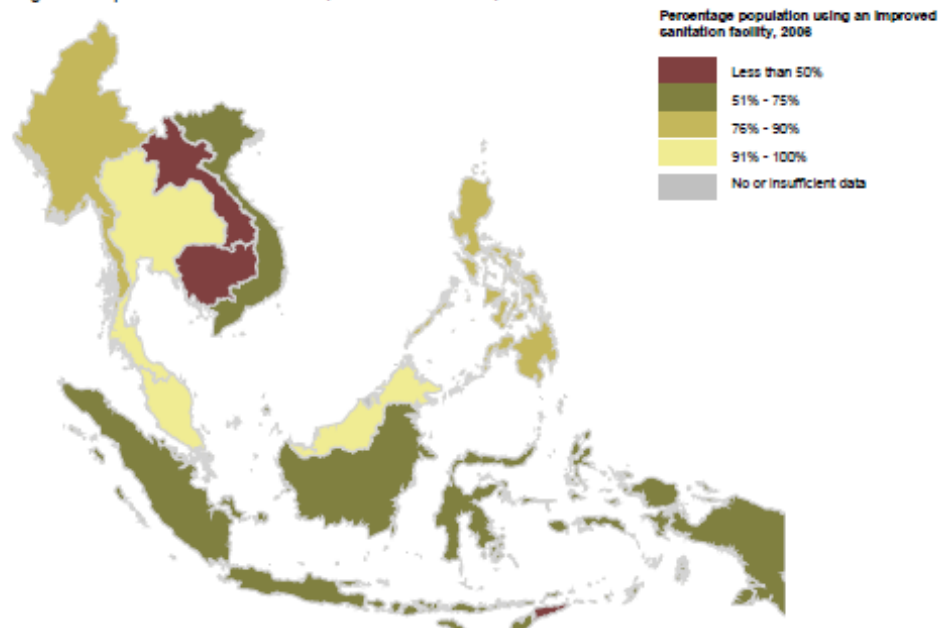 Percentage population using an improved
sanitation facility, 2006
Less than 50%
51% - 75%
76% - 90%
91% - 100%
No or insufficient data